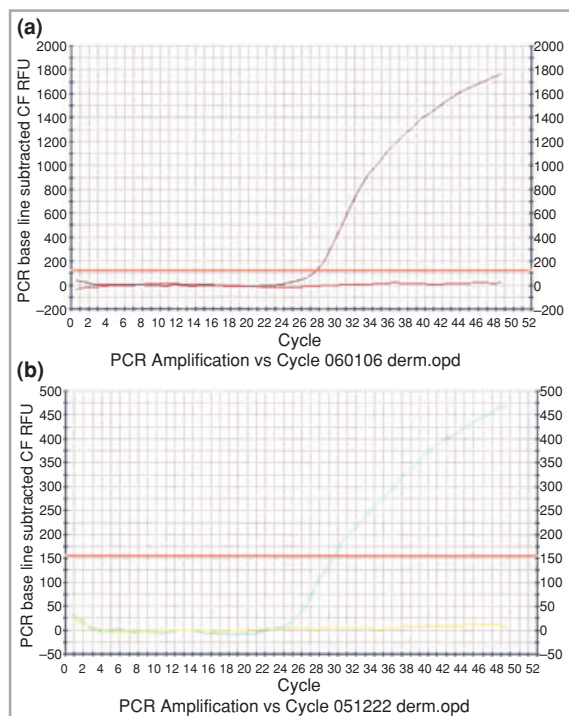 (a)
PCR base line subtracted CF RFU
2000 2000
1800 1800
1600 1600
1400 1400
1200 1200
1000 1000
800 800
600 600
400 400
200 200
0 0
–200 –200
0 2 4 6 8 10 12 14 16 18 20 22 24 26 28 30 32 34 36 38 40 42 44 46 48 50 52
Cycle
PCR Amplification vs Cycle 060106 derm.opd
(b)
PCR base line subtracted CF RFU
500 500
450 450
400 400
350 350
300 300
250 250
200 200
150 150
100 100
50 50
0 0
–50 –50
0 2 4 6 8 10 12 14 16 18 20 22 24 26 28 30 32 34 36 38 40 42 44 46 48 50 52
Cycle
PCR Amplification vs Cycle 051222 derm.opd